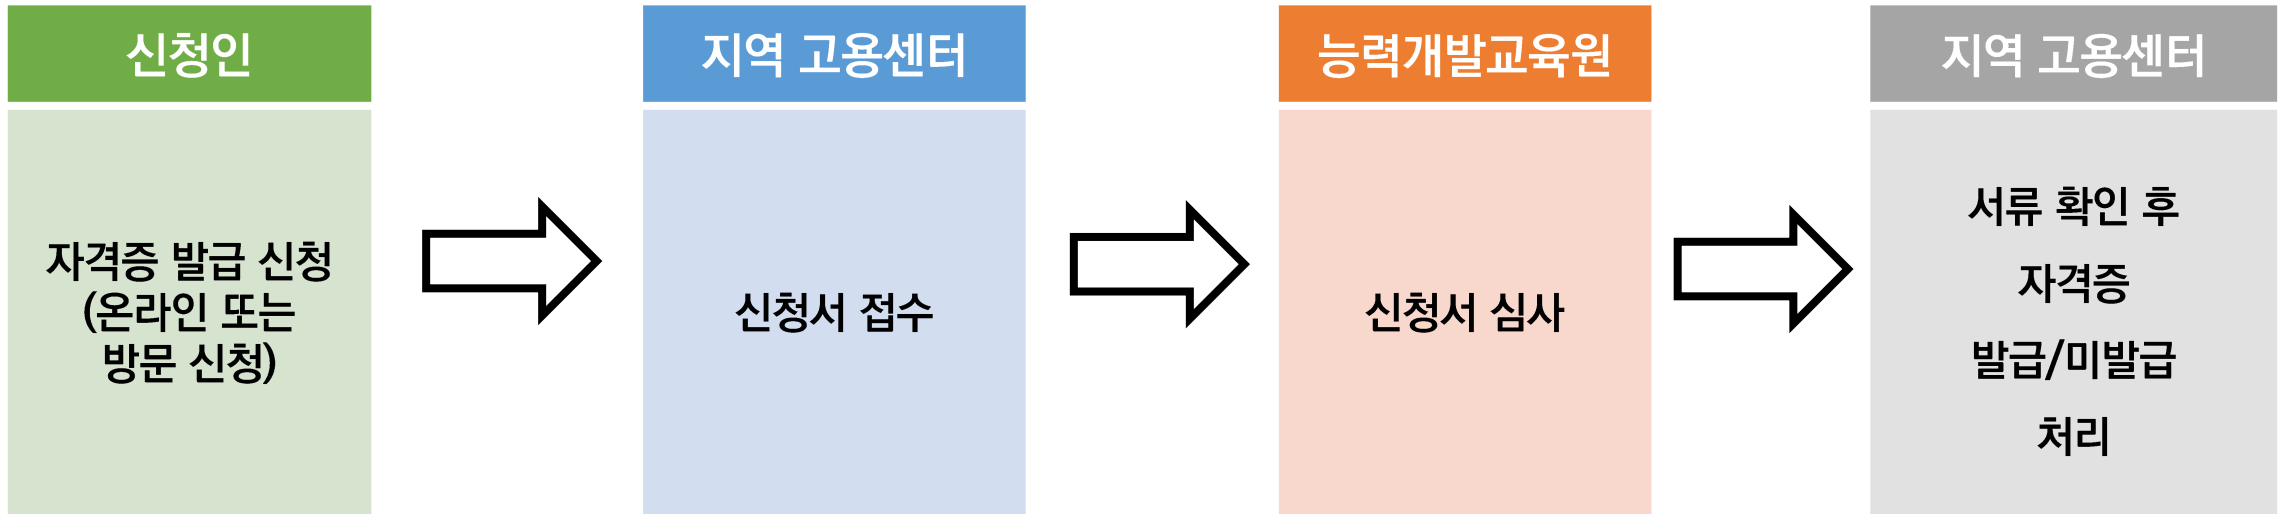 신청인
자격증 발급 신청
(온라인 또는
방문 신청)
지역 고용센터
신청서 접수
능력개발교육원
신청서 심사
지역 고용센터
서류 확인 후
자격증
발급/미발급
처리